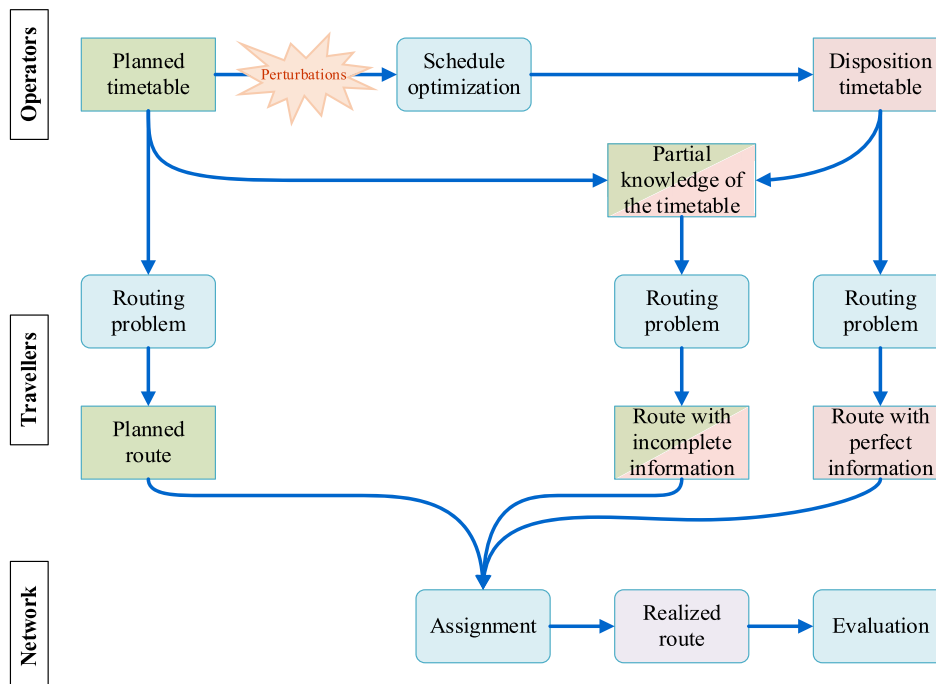 Operators
Planned
timetable
Perturbations
Schedule
optimization
Disposition
timetable
Partial
knowledge of
the timetable
Travellers
Routing
problem
Routing
problem
Routing
problem
Planned
route
Route with
incomplete
information
Route with
perfect
information
Network
Assignment
Realized
route
Evaluation